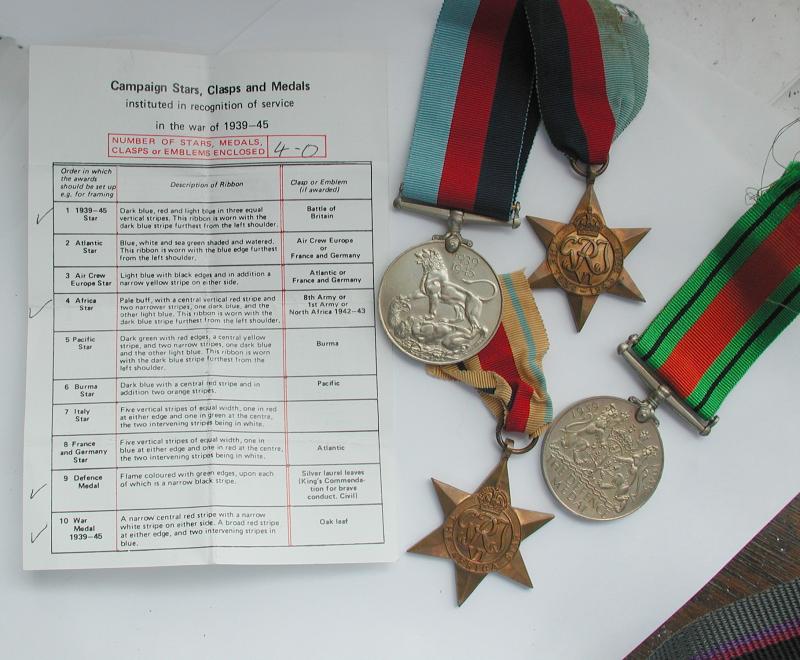 Campaign Stars, Clasps and Medals
instituted in recognition of service
in the war of 1939–45
NUMBER OF STARS, MEDALS,
CLASPS or EMBLEMS ENCLOSED
4-0
Order in which
the awards
should be set up
e.g. for framing
Description of Ribbon
Clasp or Emblem
(if awarded)
1 1939–45
Star
Dark blue, red and light blue in three equal
vertical stripes. This ribbon is worn with the
dark blue stripe furthest from the left shoulder.
Battle of
Britain
2 Atlantic
Star
Blue, white and sea green shaded and watered.
This ribbon is worn with the blue edge furthest
from the left shoulder.
Air Crew Europe
or
France and Germany
3 Air Crew
Europe Star
Light blue with black edges and in addition a
narrow yellow stripe on either side.
Atlantic or
France and Germany
4 Africa
Star
Pale buff, with a central vertical red stripe and
two narrower stripes, one dark blue, and
the other light blue. This ribbon is worn with the
dark blue stripe furthest from the left shoulder.
8th Army or
1st Army or
North Africa 1942–43
5 Pacific
Star
Dark green with red edges, a central yellow
stripe, and two narrow stripes, one dark blue
and the other light blue. This ribbon is worn
with the dark blue stripe furthest from the
left shoulder.
Burma
6 Burma
Star
Dark blue with a central red stripe and in
addition two orange stripes.
Pacific
7 Italy
Star
Five vertical stripes of equal width, one in red
at either edge and one in green at the centre,
the two intervening stripes being in white.
8 France
and Germany
Star
Five vertical stripes of equal width, one in
blue at either edge and one in red at the centre,
the two intervening stripes being in white.
Atlantic
9 Defence
Medal
Flame coloured with green edges, upon each
of which is a narrow black stripe.
Silver laurel leaves
(King's Commenda-
tion for brave
conduct. Civil)
10 War
Medal
1939–45
A narrow central red stripe with a narrow
white stripe on either side. A broad red stripe
at either edge, and two intervening stripes in
blue.
Oak leaf
1939
1945
GRI
VI
GRI
VI